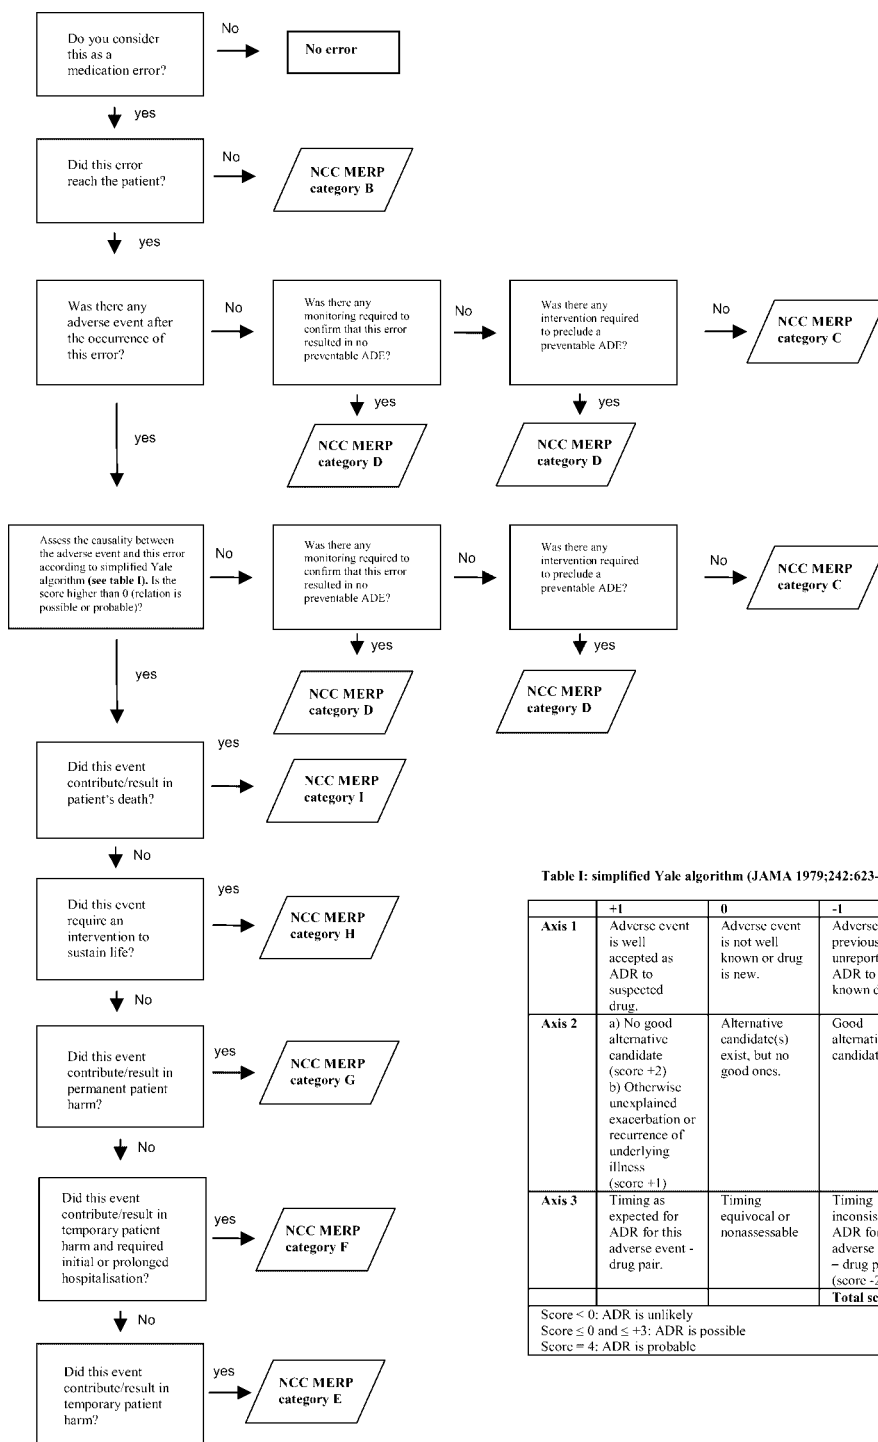 Do you consider
this as a
medication error?
No
No error
yes
Did this error
reach the patient?
No
NCC MERP
category B
yes
Was there any
adverse event after
the occurrence of
this error?
No
Was there any
monitoring required to
confirm that this error
resulted in no
preventable ADE?
No
Was there any
intervention required
to preclude a
preventable ADE?
No
NCC MERP
category C
yes
NCC MERP
category D
yes
NCC MERP
category D
yes
Assess the causality between
the adverse event and this error
according to simplified Yale
algorithm (see table I). Is the
score higher than 0 (relation is
possible or probable)?
No
Was there any
monitoring required to
confirm that this error
resulted in no
preventable ADE?
No
Was there any
intervention required
to preclude a
preventable ADE?
No
NCC MERP
category C
yes
NCC MERP
category D
yes
NCC MERP
category D
yes
Did this event
contribute/result in
patient's death?
yes
NCC MERP
category I
No
Did this event
require an
intervention to
sustain life?
yes
NCC MERP
category H
No
Did this event
contribute/result in
permanent patient
harm?
yes
NCC MERP
category G
No
Did this event
contribute/result in
temporary patient
harm and required
initial or prolonged
hospitalisation?
yes
NCC MERP
category F
No
Did this event
contribute/result in
temporary patient
harm?
yes
NCC MERP
category E
Table I: simplified Yale algorithm (JAMA 1979;242:623-
+1
0
-1
Axis 1
Adverse event
is well
accepted as
ADR to
suspected
drug.
Adverse event
is not well
known or drug
is new.
Adverse
previous
unreport
ADR to
known d
Axis 2
a) No good
alternative
candidate
(score +2)
b) Otherwise
unexplained
exacerbation or
recurrence of
underlying
illness
(score +1)
Alternative
candidate(s)
exist, but no
good ones.
Good
alternati
candidat
Axis 3
Timing as
expected for
ADR for this
adverse event -
drug pair.
Timing
equivocal or
nonassessable
Timing
inconsis
ADR for
adverse
– drug p
(score -2
Total sc
Score < 0: ADR is unlikely
Score ≤ 0 and ≤ +3: ADR is possible
Score = 4: ADR is probable